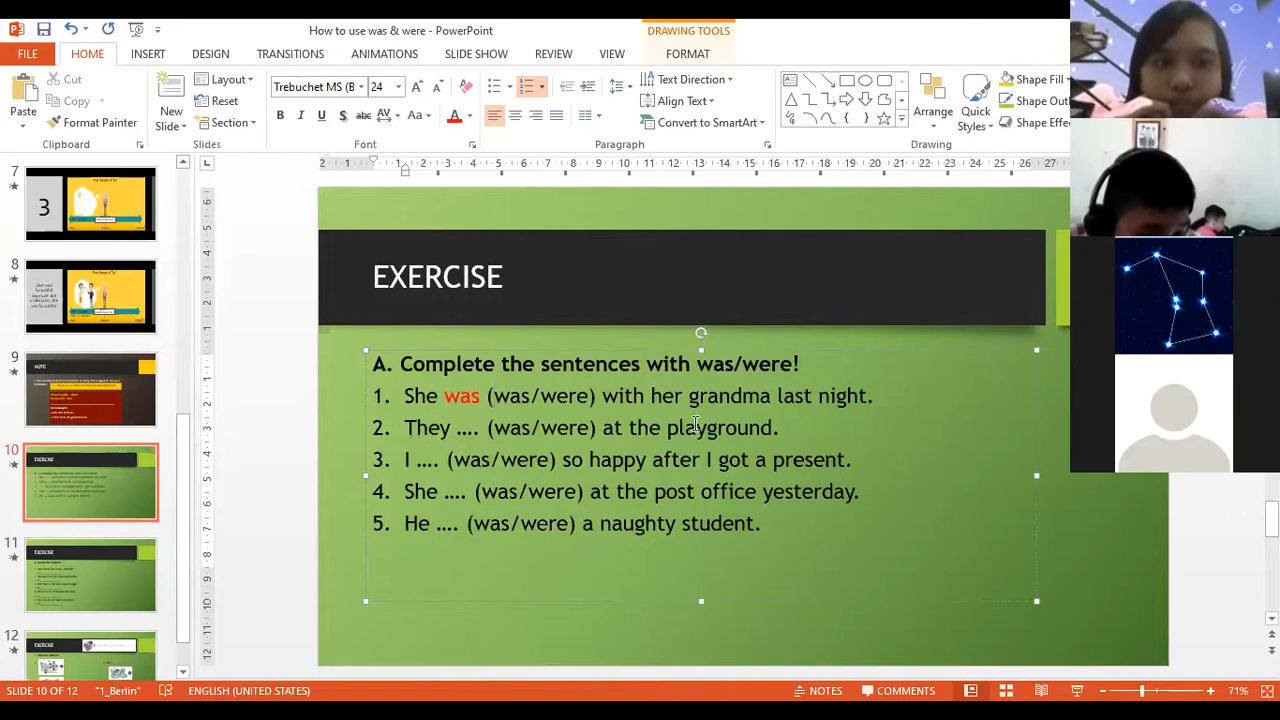 How to use was & were - PowerPoint
DRAWING TOOLS
FILE HOME INSERT DESIGN TRANSITIONS ANIMATIONS SLIDE SHOW REVIEW VIEW FORMAT
Paste
Cut
Copy
Format Painter
Clipboard
New Slide
Layout
Reset
Section
Slides
Trebuchet MS (B 24
B I U S abc AV Aa A
Font
Text Direction
Align Text
Convert to SmartArt
Paragraph
Arrange
Quick Styles
Shape Fill
Shape Out
Shape Effe
Drawing
7
3
8
9
10
EXERCISE
11
EXERCISE
12
EXERCISE
EXERCISE
A. Complete the sentences with was/were!
1. She was (was/were) with her grandma last night.
2. They .... (was/were) at the playground.
3. I .... (was/were) so happy after I got a present.
4. She .... (was/were) at the post office yesterday.
5. He .... (was/were) a naughty student.
SLIDE 10 OF 12 "1_Berlin" ENGLISH (UNITED STATES) NOTES COMMENTS 71%